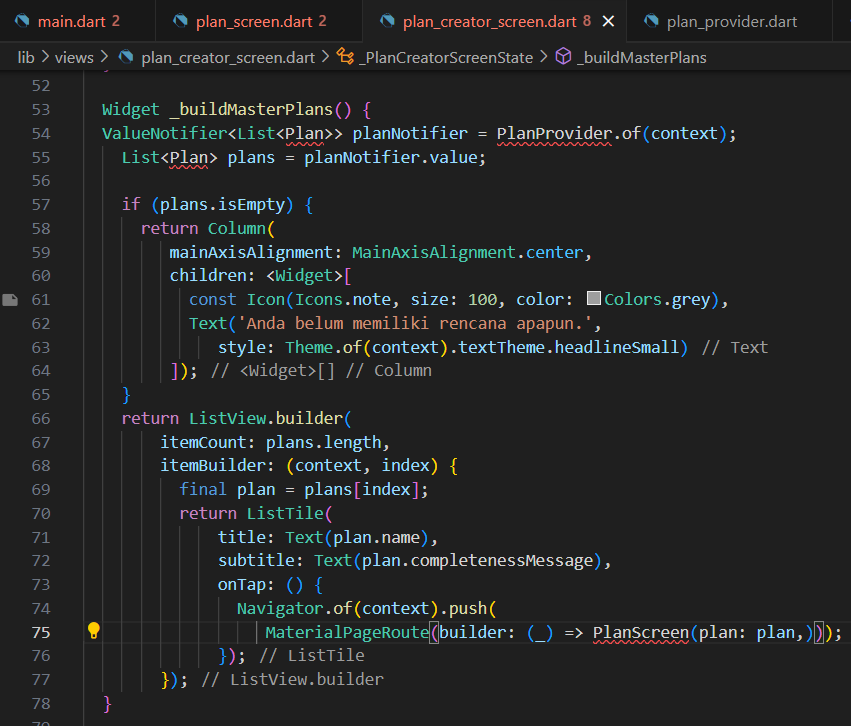 main.dart 2 plan_screen.dart 2 plan_creator_screen.dart 8 plan_provider.dart
lib > views > plan_creator_screen.dart > _PlanCreatorScreenState > _buildMasterPlans
52
53 Widget _buildMasterPlans() {
54 ValueNotifier<List<Plan>> planNotifier = PlanProvider.of(context);
55 List<Plan> plans = planNotifier.value;
56
57 if (plans.isEmpty) {
58 return Column(
59 mainAxisAlignment: MainAxisAlignment.center,
60 children: <Widget>[
61 const Icon(Icons.note, size: 100, color: Colors.grey),
62 Text('Anda belum memiliki rencana apapun.',
63 style: Theme.of(context).textTheme.headlineSmall) // Text
64 ]); // <Widget>[] // Column
65 }
66 return ListView.builder(
67 itemCount: plans.length,
68 itemBuilder: (context, index) {
69 final plan = plans[index];
70 return ListTile(
71 title: Text(plan.name),
72 subtitle: Text(plan.completenessMessage),
73 onTap: () {
74 Navigator.of(context).push(
75 MaterialPageRoute(builder: (_) => PlanScreen(plan: plan,)));
76 }); // ListTile
77 }); // ListView.builder
78 }